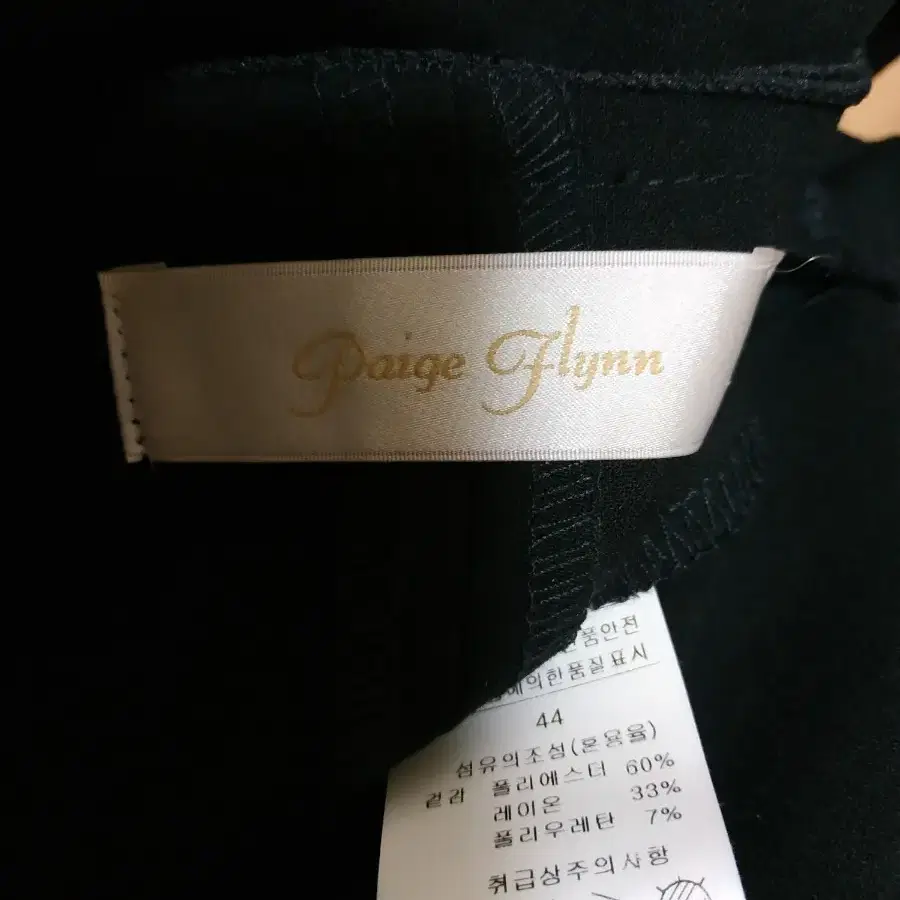 Paige Flynn
품안전
의한품질표시
44
섬유의조성(혼용율)
겉감 폴리에스터 60%
레이온 33%
폴리우레탄 7%
취급상주의사항